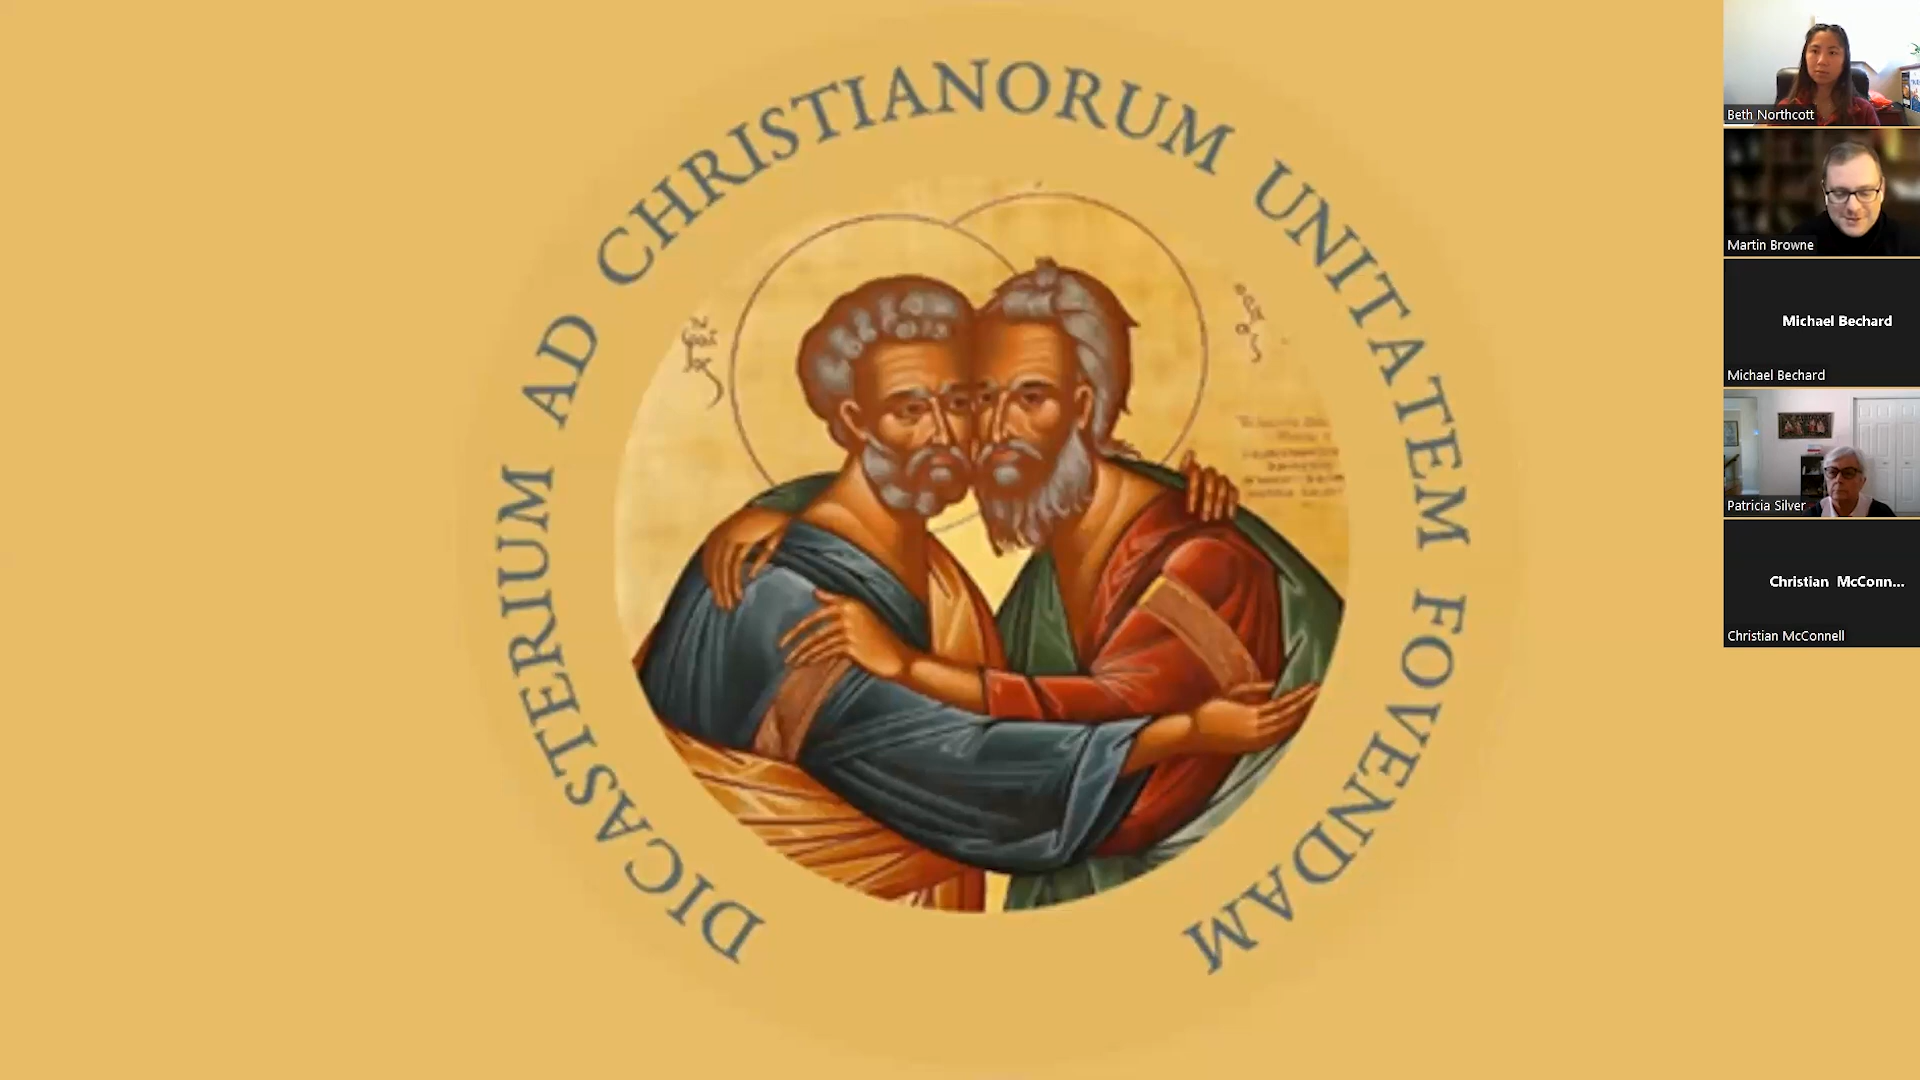 DICASTERIUM AD CHRISTIANORUM UNITATEM FOVENDAM
Beth Northcott
Martin Browne
Michael Bechard
Michael Bechard
Patricia Silver
Christian McConn...
Christian McConnell